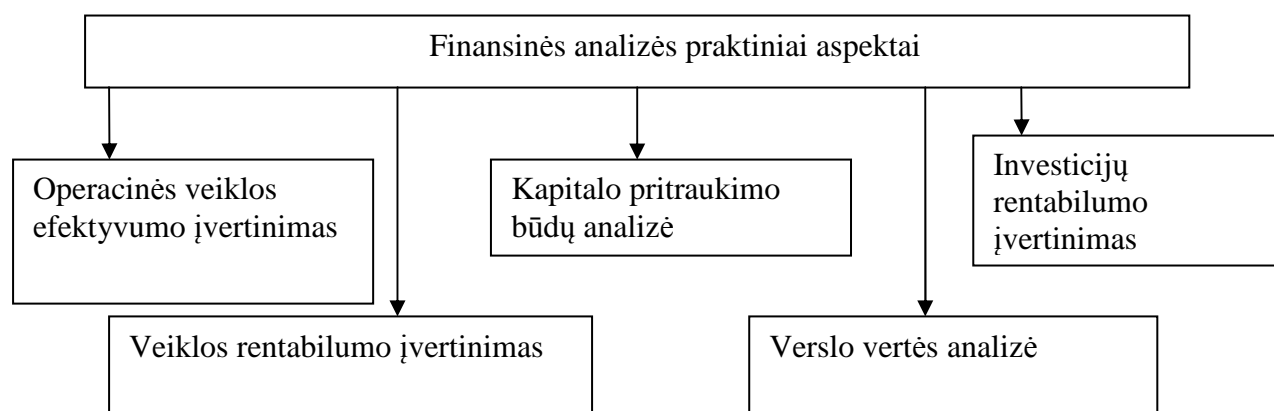 Finansinės analizės praktiniai aspektai
Operacinės veiklos
efektyvumo įvertinimas
Kapitalo pritraukimo
būdų analizė
Investicijų
rentabilumo
įvertinimas
Veiklos rentabilumo įvertinimas
Verslo vertės analizė